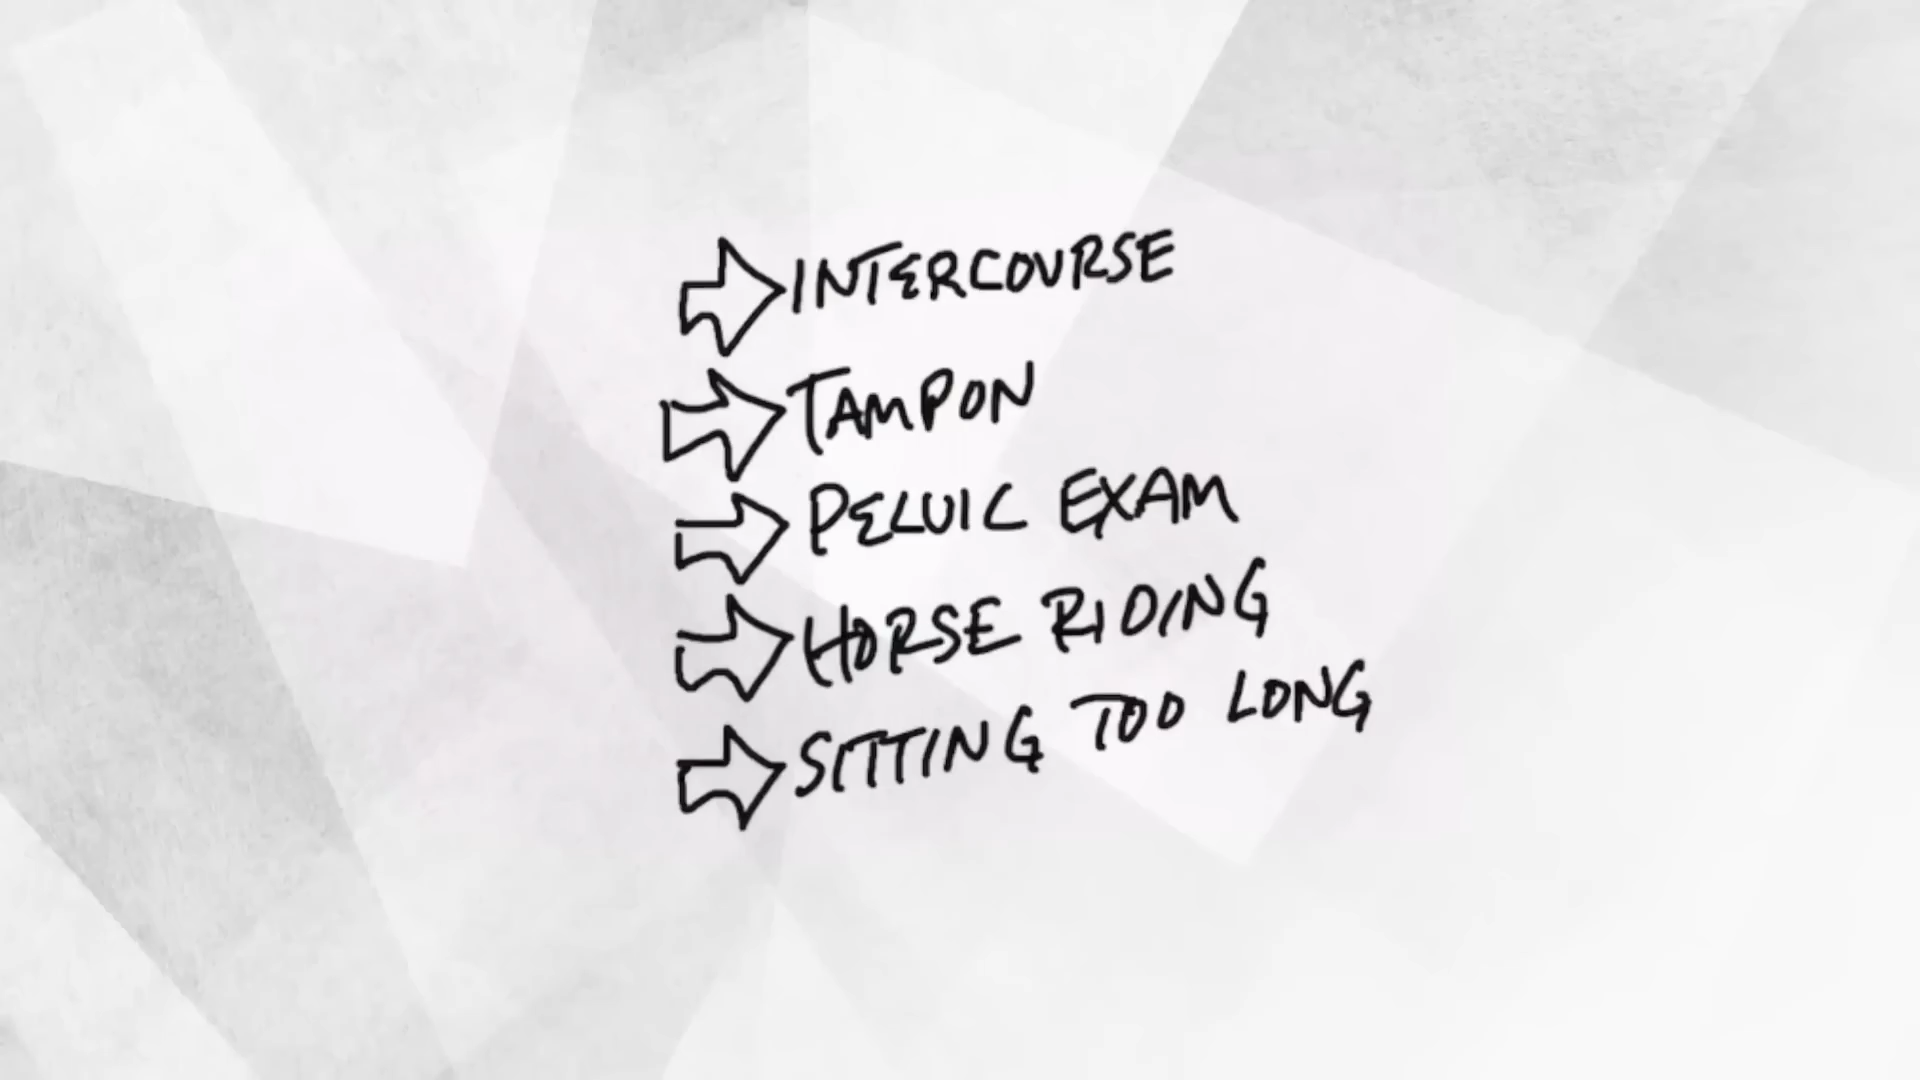 INTERCOURSE
TAMPON
PELVIC EXAM
HORSE RIDING
SITTING TOO LONG